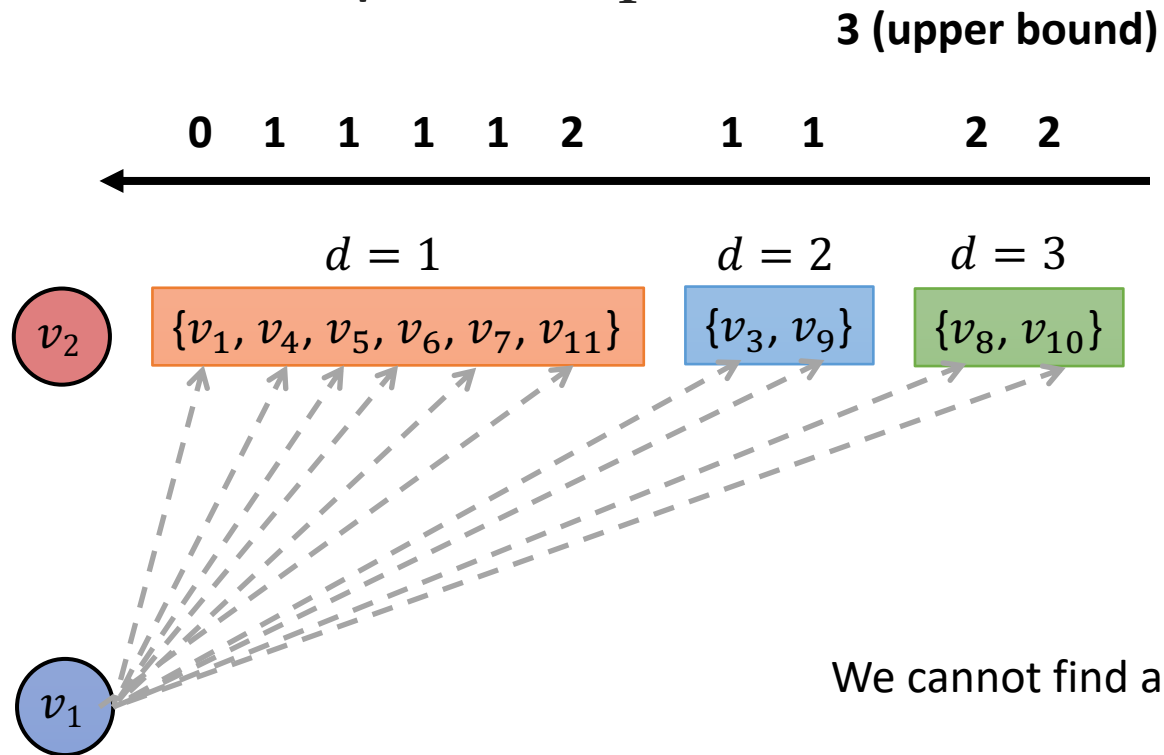 3 (upper bound)
0 1 1 1 1 2 1 1 2 2
d = 1 d = 2 d = 3
v₂ {v₁, v₄, v₅, v₆, v₇, v₁₁} {v₃, v₉} {v₈, v₁₀}
We cannot find a
v₁